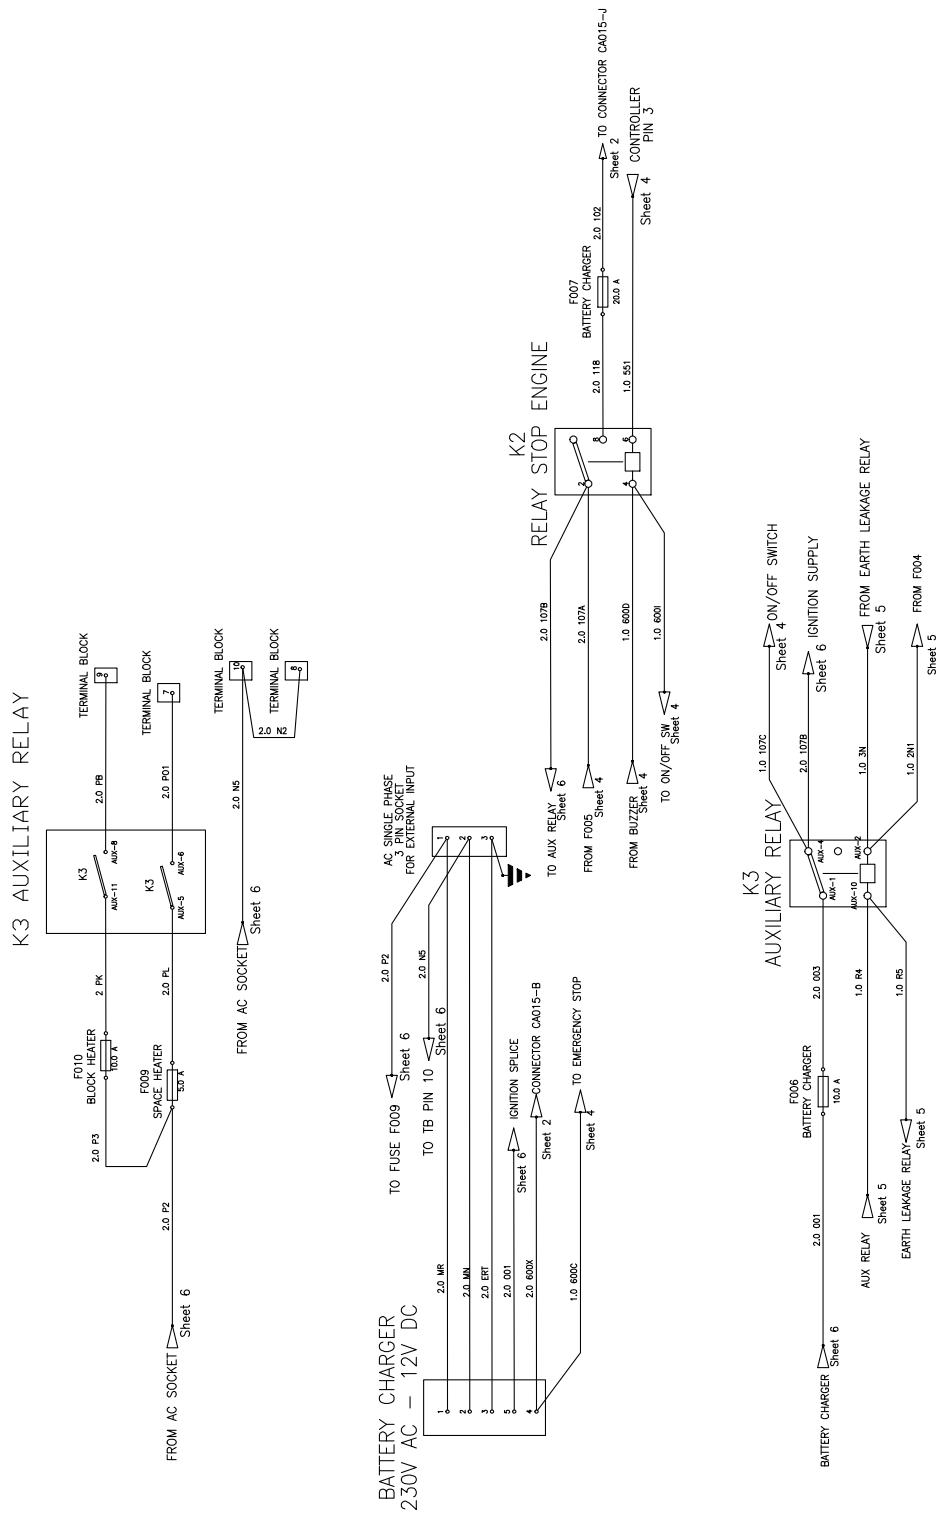 K3 AUXILIARY RELAY
FROM AC SOCKET
Sheet 6
2.0 P2
2.0 P3
F010
BLOCK HEATER
10.0 A
F009
SPACE HEATER
5.0 A
2 PK
2.0 PL
K3
AUX-11
AUX-8
K3
AUX-5
AUX-6
2.0 PB
2.0 PO1
TERMINAL BLOCK
9
TERMINAL BLOCK
7
FROM AC SOCKET
Sheet 6
2.0 N5
TERMINAL BLOCK
10
2.0 N2
TERMINAL BLOCK
8
BATTERY CHARGER
230V AC - 12V DC
1
2
3
5
4
2.0 MR
2.0 MN
2.0 ERT
2.0 001
2.0 600X
1.0 600C
TO FUSE F009
Sheet 6
2.0 P2
TO TB PIN 10
Sheet 6
2.0 N5
IGNITION SPLICE
Sheet 6
CONNECTOR CA015-B
Sheet 2
TO EMERGENCY STOP
Sheet 4
AC SINGLE PHASE
3 PIN SOCKET
FOR EXTERNAL INPUT
1
2
3
K2
RELAY STOP ENGINE
TO AUX RELAY
Sheet 6
2.0 107B
FROM F005
Sheet 4
2.0 107A
FROM BUZZER
Sheet 4
1.0 600D
TO ON/OFF SW
Sheet 4
1.0 600I
2
8
4
6
2.0 118
1.0 551
F007
BATTERY CHARGER
20.0 A
2.0 102
TO CONNECTOR CA015-J
Sheet 2
CONTROLLER
PIN 3
Sheet 4
K3
AUXILIARY RELAY
BATTERY CHARGER
Sheet 6
2.0 001
F006
BATTERY CHARGER
10.0 A
2.0 003
AUX RELAY
Sheet 5
1.0 R4
EARTH LEAKAGE RELAY
Sheet 5
1.0 R5
AUX-1
AUX-4
AUX-10
AUX-2
1.0 107C
ON/OFF SWITCH
Sheet 4
2.0 107B
IGNITION SUPPLY
Sheet 6
1.0 3N
FROM EARTH LEAKAGE RELAY
Sheet 5
1.0 2N1
FROM F004
Sheet 5